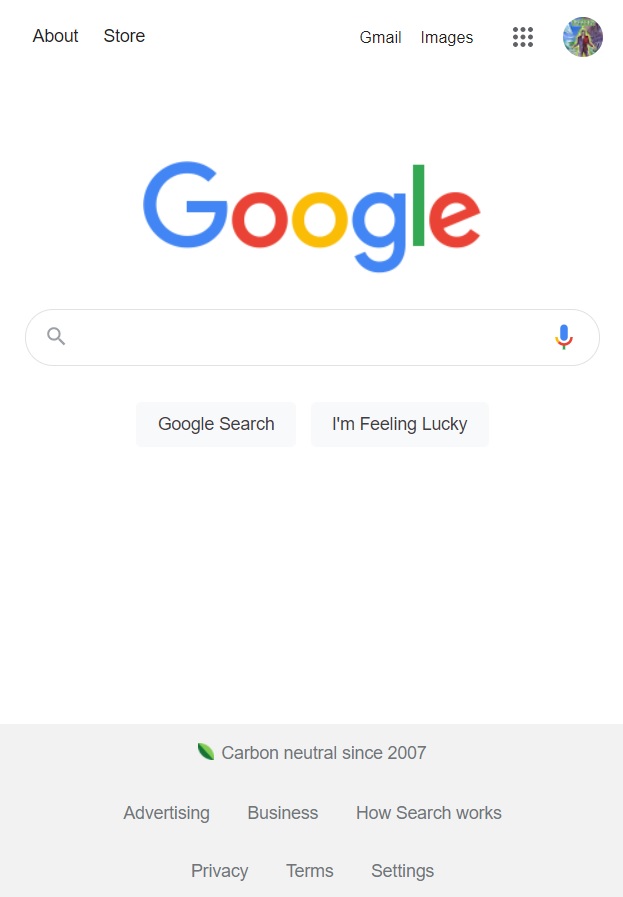 About Store Gmail Images
Google
Google Search I'm Feeling Lucky
Carbon neutral since 2007
Advertising Business How Search works
Privacy Terms Settings